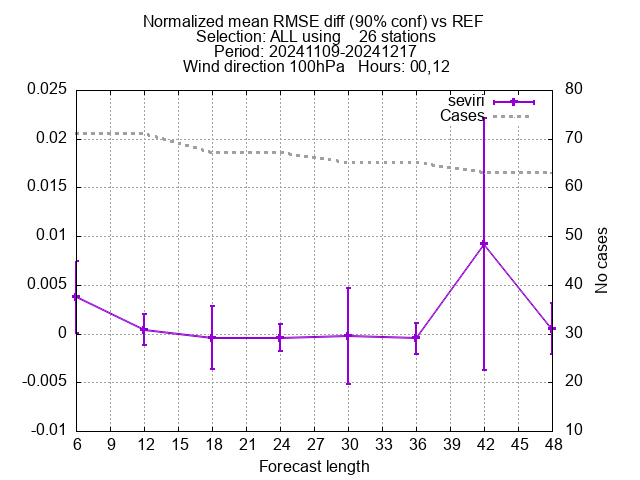 Normalized mean RMSE diff (90% conf) vs REF
Selection: ALL using    26 stations
Period: 20241109-20241217
Wind direction 100hPa   Hours: 00,12
seviri
Cases
0.025
0.02
0.015
0.01
0.005
0
-0.005
-0.01
80
70
60
50
40
30
20
10
No cases
6 9 12 15 18 21 24 27 30 33 36 39 42 45 48
Forecast length